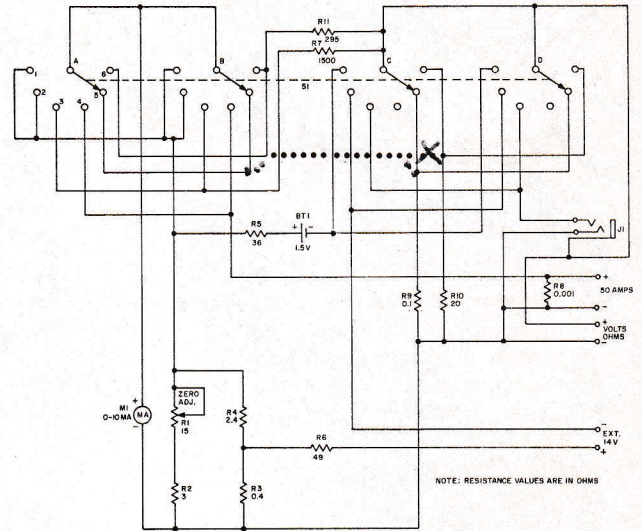 R11
295
R7
1500
A
B
C
D
1
2
3
4
5
6
S1
R5
36
BT1
+ -
1.5V
J1
R9
0.1
R10
20
R8
0.001
+
50 AMPS
-
+
VOLTS
OHMS
-
+
M1
0-10MA
MA
-
ZERO
ADJ.
R1
15
R4
2.4
R6
49
-
EXT.
14V
+
R2
3
R3
0.4
NOTE: RESISTANCE VALUES ARE IN OHMS